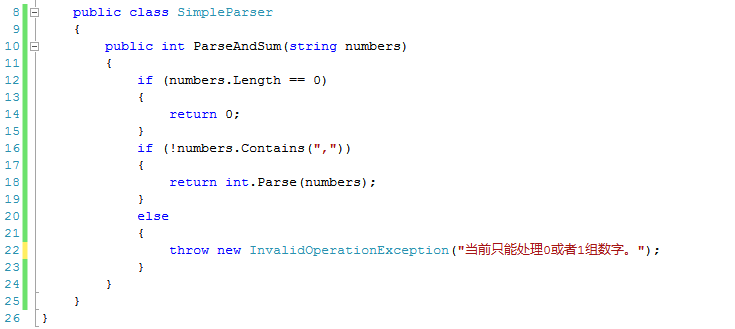 8 public class SimpleParser
9 {
10 public int ParseAndSum(string numbers)
11 {
12 if (numbers.Length == 0)
13 {
14 return 0;
15 }
16 if (!numbers.Contains(","))
17 {
18 return int.Parse(numbers);
19 }
20 else
21 {
22 throw new InvalidOperationException("当前只能处理0或者1组数字。");
23 }
24 }
25 }
26 }